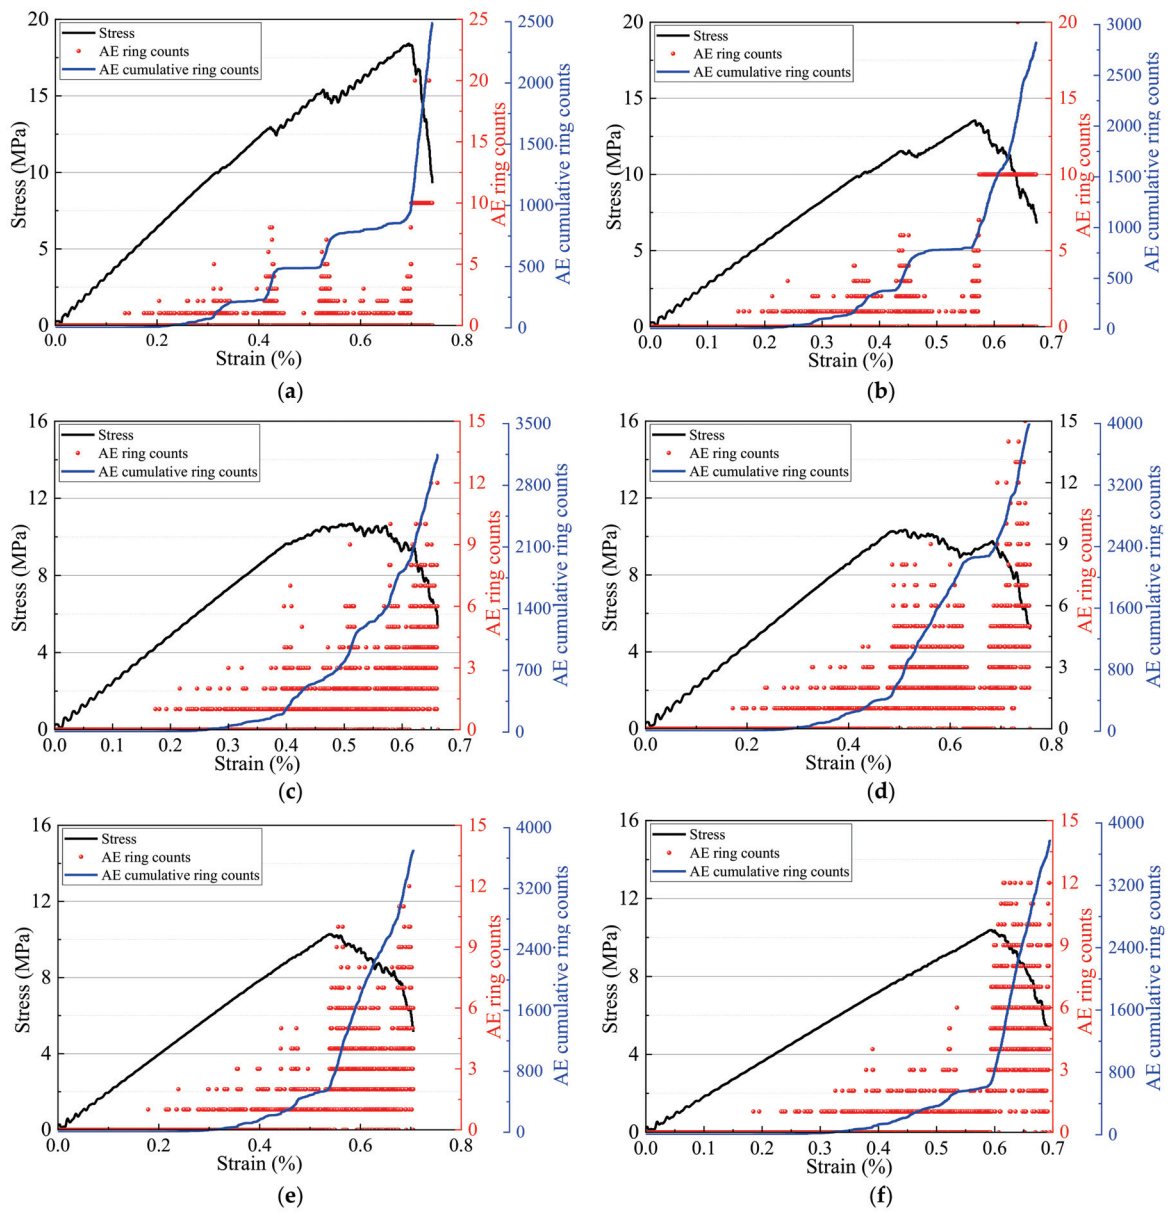 Stress
AE ring counts
AE cumulative ring counts
Stress (MPa)
20
15
10
5
0
0.0 0.2 0.4 0.6 0.8
Strain (%)
25
20
15
10
5
0
AE ring counts
2500
2000
1500
1000
500
0
AE cumulative ring counts
(a)
Stress
AE ring counts
AE cumulative ring counts
Stress (MPa)
20
15
10
5
0
0.0 0.1 0.2 0.3 0.4 0.5 0.6 0.7
Strain (%)
20
15
10
5
0
AE ring counts
3000
2500
2000
1500
1000
500
0
AE cumulative ring counts
(b)
Stress
AE ring counts
AE cumulative ring counts
Stress (MPa)
16
12
8
4
0
0.0 0.1 0.2 0.3 0.4 0.5 0.6 0.7
Strain (%)
15
12
9
6
3
0
AE ring counts
3500
2800
2100
1400
700
0
AE cumulative ring counts
(c)
Stress
AE ring counts
AE cumulative ring counts
Stress (MPa)
16
12
8
4
0
0.0 0.2 0.4 0.6 0.8
Strain (%)
15
12
9
6
3
0
AE ring counts
4000
3200
2400
1600
800
0
AE cumulative ring counts
(d)
Stress
AE ring counts
AE cumulative ring counts
Stress (MPa)
16
12
8
4
0
0.0 0.2 0.4 0.6 0.8
Strain (%)
15
12
9
6
3
0
AE ring counts
4000
3200
2400
1600
800
0
AE cumulative ring counts
(e)
Stress
AE ring counts
AE cumulative ring counts
Stress (MPa)
16
12
8
4
0
0.0 0.1 0.2 0.3 0.4 0.5 0.6 0.7
Strain (%)
15
12
9
6
3
0
AE ring counts
4000
3200
2400
1600
800
0
AE cumulative ring counts
(f)